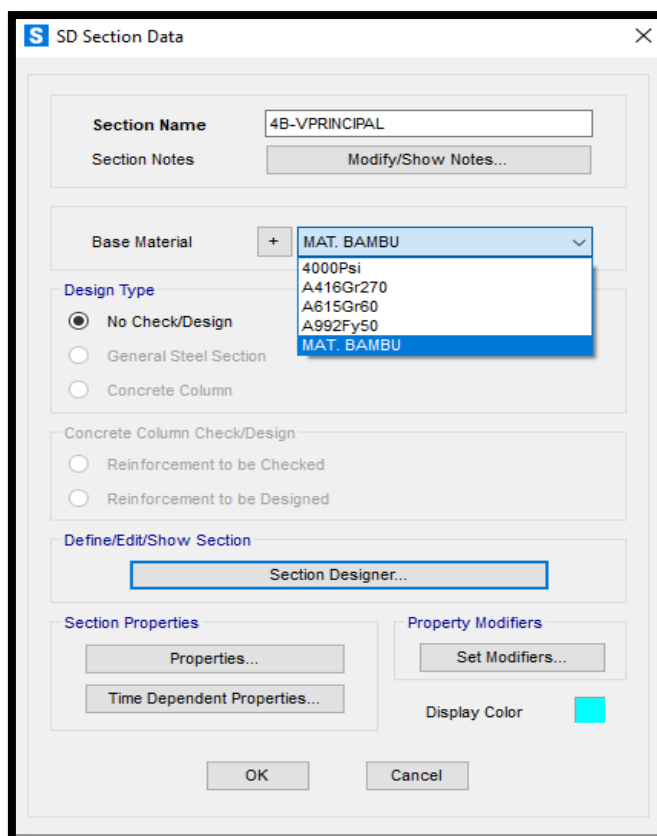 S SD Section Data
Section Name 4B-VPRINCIPAL
Section Notes Modify/Show Notes...
Base Material + MAT. BAMBU
4000Psi
A416Gr270
A615Gr60
A992Fy50
MAT. BAMBU
Design Type
No Check/Design
General Steel Section
Concrete Column
Concrete Column Check/Design
Reinforcement to be Checked
Reinforcement to be Designed
Define/Edit/Show Section
Section Designer...
Section Properties
Properties...
Time Dependent Properties...
Property Modifiers
Set Modifiers...
Display Color
OK Cancel